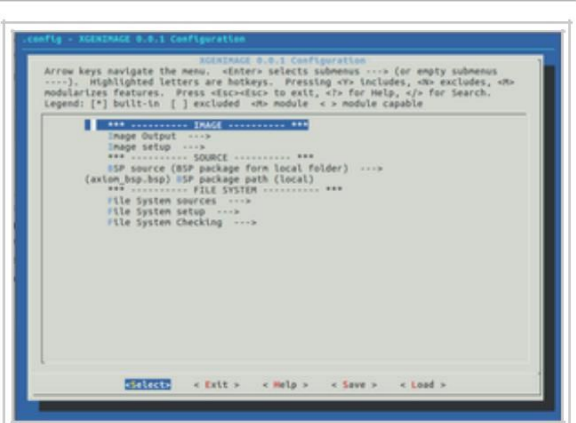 .config - XGENIMAGE 0.0.1 Configuration
XGENIMAGE 0.0.1 Configuration
Arrow keys navigate the menu.  <Enter> selects submenus ---> (or empty submenus
----).  Highlighted letters are hotkeys.  Pressing <Y> includes, <N> excludes, <M>
modularizes features.  Press <Esc><Esc> to exit, <?> for Help, </> for Search.
Legend: [*] built-in  [ ] excluded  <M> module  < > module capable
*** ---------- IMAGE ---------- ***
Image Output  --->
Image setup  --->
*** ---------- SOURCE ---------- ***
BSP source (BSP package form local folder)  --->
(axiom_bsp.bsp) BSP package path (local)
*** ---------- FILE SYSTEM ---------- ***
File System sources  --->
File System setup  --->
File System Checking  --->
<Select>    < Exit >    < Help >    < Save >    < Load >